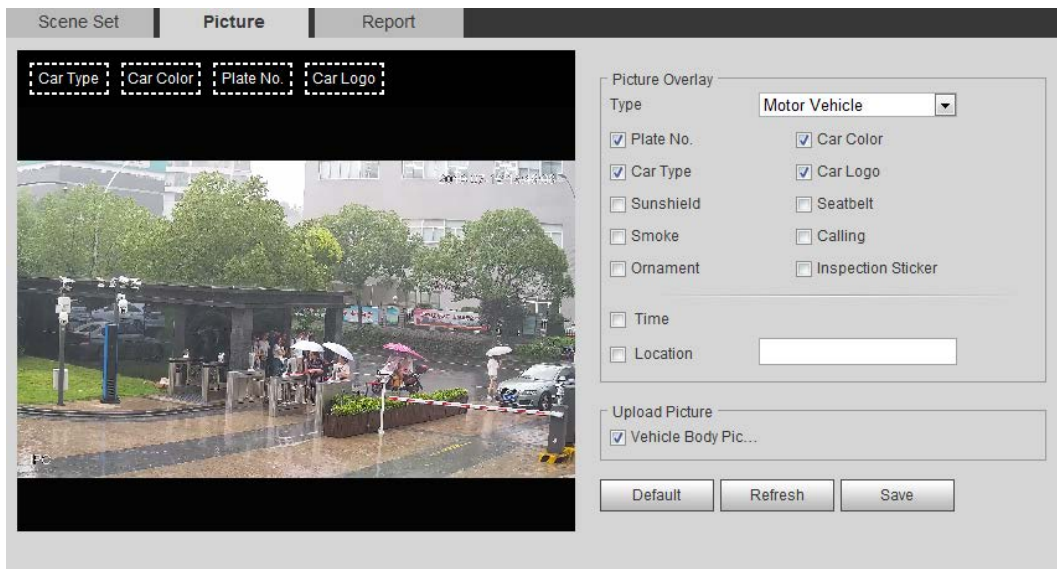 Scene Set Picture Report
Car Type Car Color Plate No. Car Logo
Picture Overlay
Type Motor Vehicle
Plate No. Car Color
Car Type Car Logo
Sunshield Seatbelt
Smoke Calling
Ornament Inspection Sticker
Time
Location
Upload Picture
Vehicle Body Pic...
Default Refresh Save